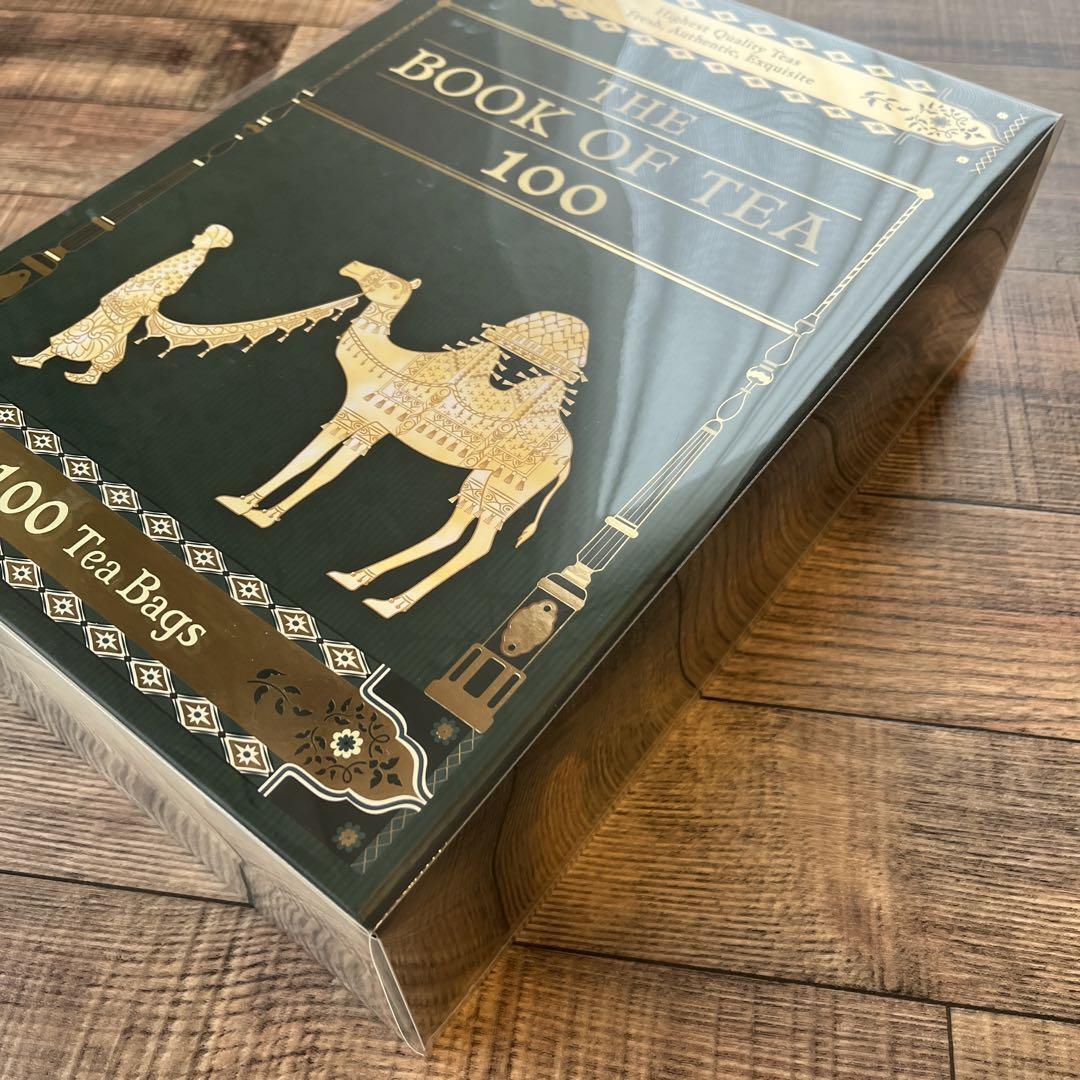 Highest Quality Teas
Fresh, Authentic, Exquisite
THE
BOOK OF TEA
100
100 Tea Bags